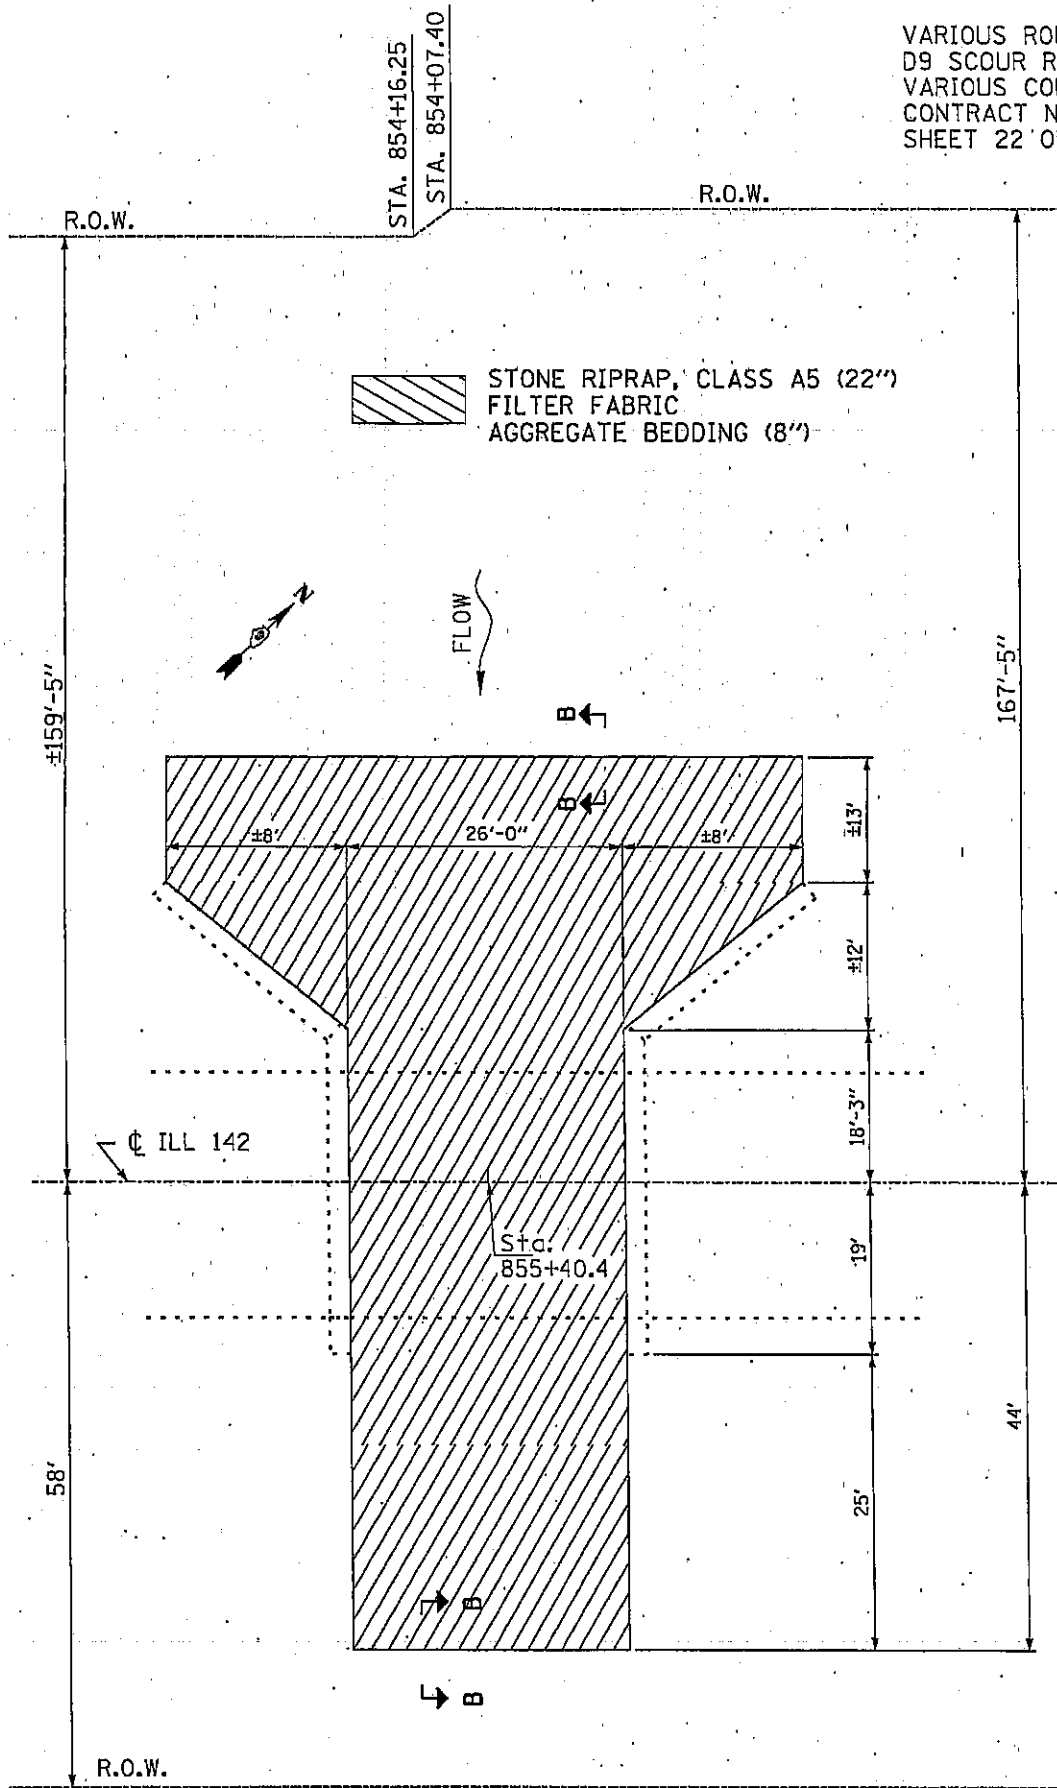 VARIOUS
D9 SCOUR
VARIOUS
CONTRACT
SHEET 22
STA. 854+16.25
STA. 854+07.40
R.O.W.
R.O.W.
STONE RIPRAP, CLASS A5 (22")
FILTER FABRIC
AGGREGATE BEDDING (8")
N
FLOW
±159'-5"
167'-5"
B
B
±8'
26'-0"
±8'
±13'
±12'
18'-3"
℄ ILL 142
Sta.
855+40.4
19'
44'
58'
25'
B
B
R.O.W.